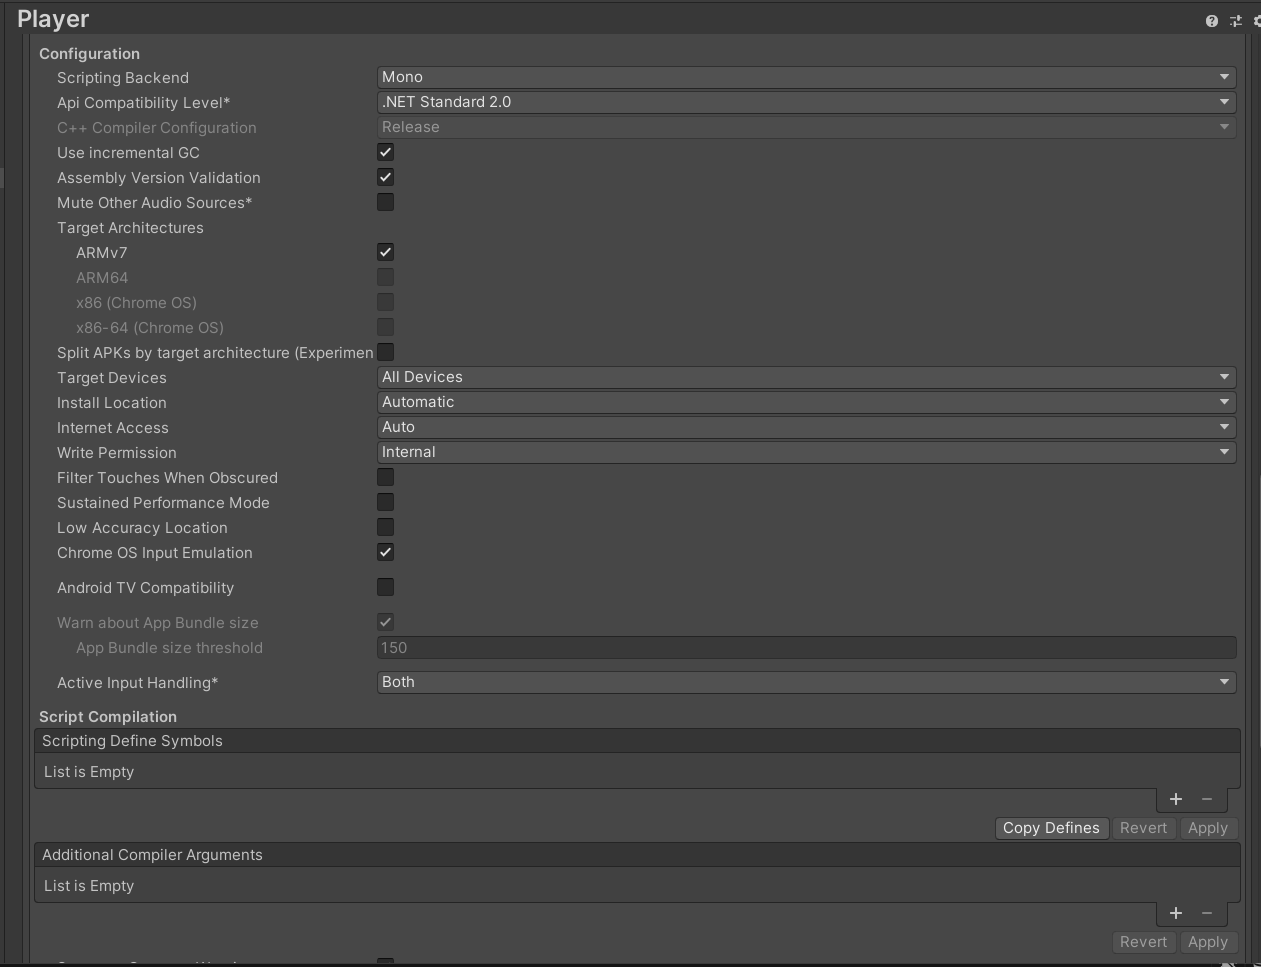 Player
Configuration
Scripting Backend Mono
Api Compatibility Level* .NET Standard 2.0
C++ Compiler Configuration Release
Use incremental GC
Assembly Version Validation
Mute Other Audio Sources*
Target Architectures
ARMv7
ARM64
x86 (Chrome OS)
x86-64 (Chrome OS)
Split APKs by target architecture (Experimen
Target Devices All Devices
Install Location Automatic
Internet Access Auto
Write Permission Internal
Filter Touches When Obscured
Sustained Performance Mode
Low Accuracy Location
Chrome OS Input Emulation
Android TV Compatibility
Warn about App Bundle size
App Bundle size threshold 150
Active Input Handling* Both
Script Compilation
Scripting Define Symbols
List is Empty
+ −
Copy Defines Revert Apply
Additional Compiler Arguments
List is Empty
+ −
Revert Apply